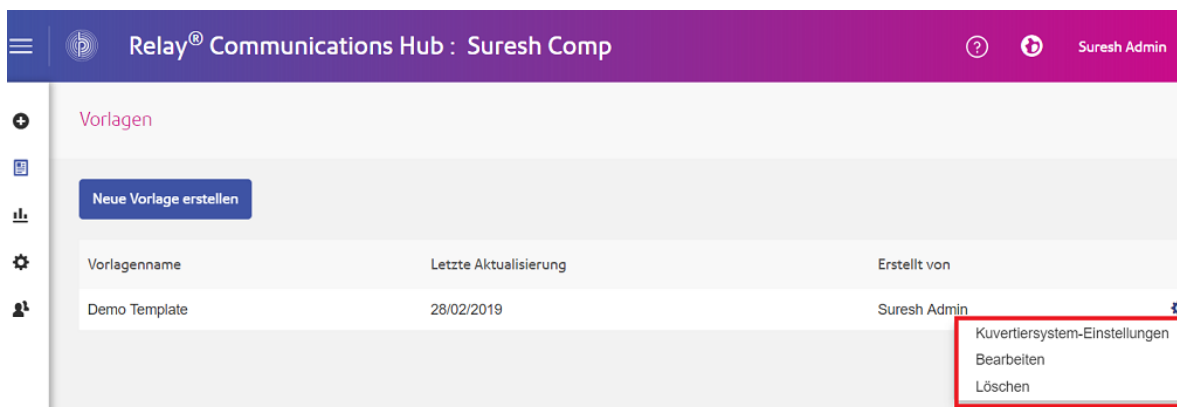 Relay® Communications Hub : Suresh Comp
Suresh Admin
Vorlagen
Neue Vorlage erstellen
Vorlagenname Letzte Aktualisierung Erstellt von
Demo Template 28/02/2019 Suresh Admin
Kuvertiersystem-Einstellungen
Bearbeiten
Löschen